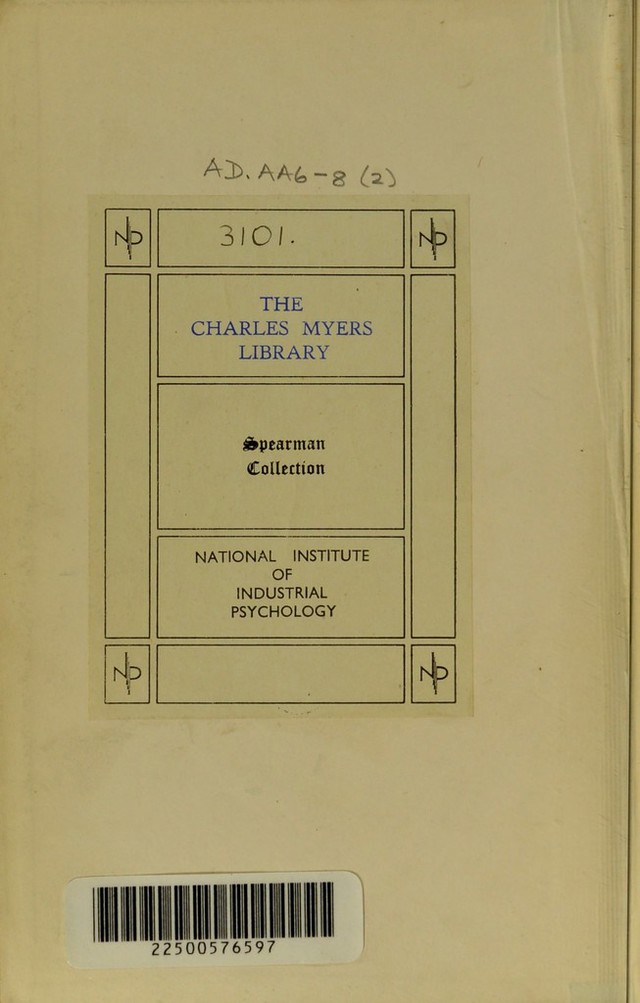 AD. AA6-8 (2)
3101.
THE
CHARLES MYERS
LIBRARY
Spearman
Collection
NATIONAL INSTITUTE
OF
INDUSTRIAL
PSYCHOLOGY
22500576597